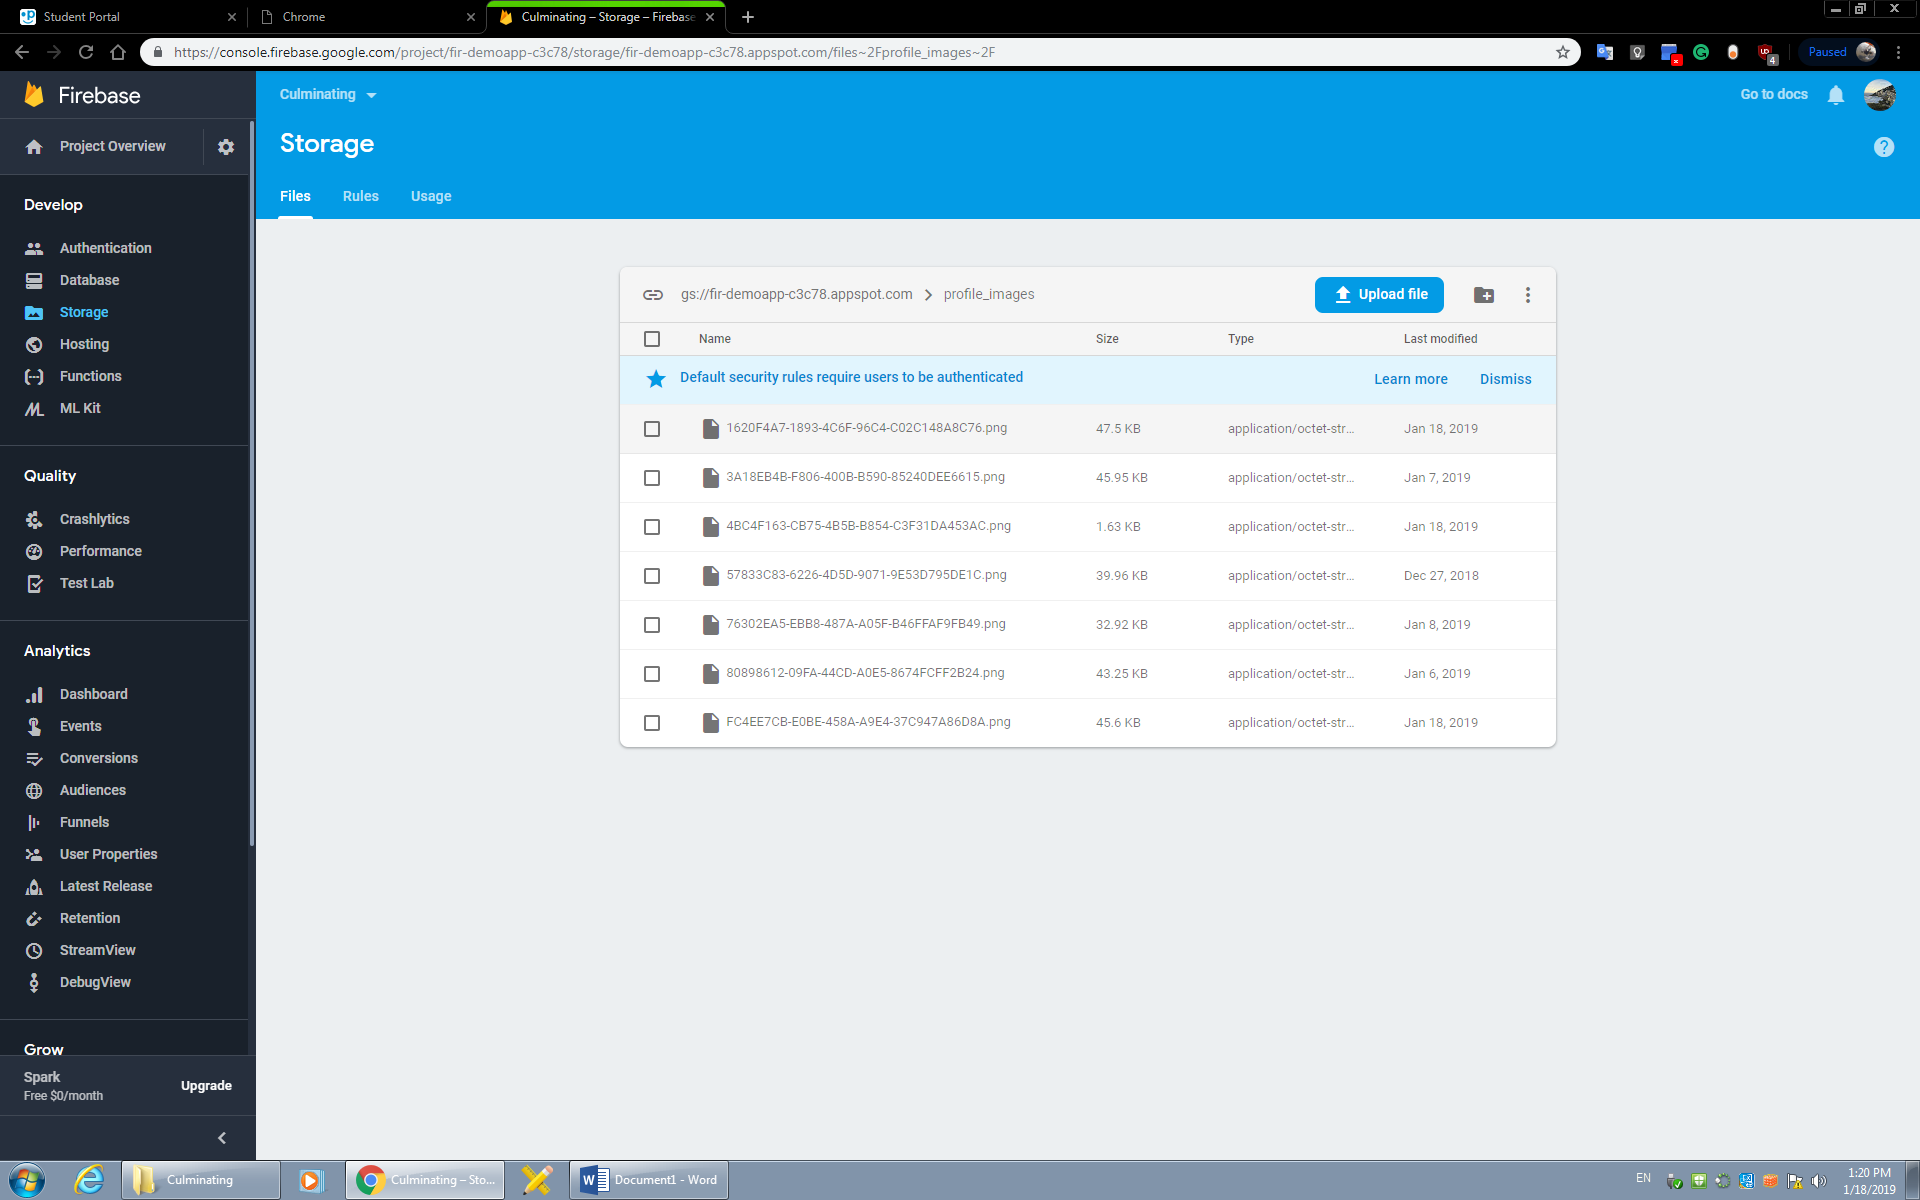 Student Portal
Chrome
Culminating – Storage – Firebase
https://console.firebase.google.com/project/fir-demoapp-c3c78/storage/fir-demoapp-c3c78.appspot.com/files~2Fprofile_images~2F
4
Paused
Firebase
Culminating
Go to docs
Project Overview
Storage
Files Rules Usage
Develop
Authentication
Database
Storage
Hosting
Functions
ML Kit
Quality
Crashlytics
Performance
Test Lab
Analytics
Dashboard
Events
Conversions
Audiences
Funnels
User Properties
Latest Release
Retention
StreamView
DebugView
Grow
Spark
Free $0/month
Upgrade
gs://fir-demoapp-c3c78.appspot.com > profile_images
Upload file
Name Size Type Last modified
Default security rules require users to be authenticated Learn more Dismiss
1620F4A7-1893-4C6F-96C4-C02C148A8C76.png 47.5 KB application/octet-str... Jan 18, 2019
3A18EB4B-F806-400B-B590-85240DEE6615.png 45.95 KB application/octet-str... Jan 7, 2019
4BC4F163-CB75-4B5B-B854-C3F31DA453AC.png 1.63 KB application/octet-str... Jan 18, 2019
57833C83-6226-4D5D-9071-9E53D795DE1C.png 39.96 KB application/octet-str... Dec 27, 2018
76302EA5-EBB8-487A-A05F-B46FFAF9FB49.png 32.92 KB application/octet-str... Jan 8, 2019
80898612-09FA-44CD-A0E5-8674FCFF2B24.png 43.25 KB application/octet-str... Jan 6, 2019
FC4EE7CB-E0BE-458A-A9E4-37C947A86D8A.png 45.6 KB application/octet-str... Jan 18, 2019
Culminating
Culminating – Sto...
Document1 - Word
EN
1:20 PM
1/18/2019